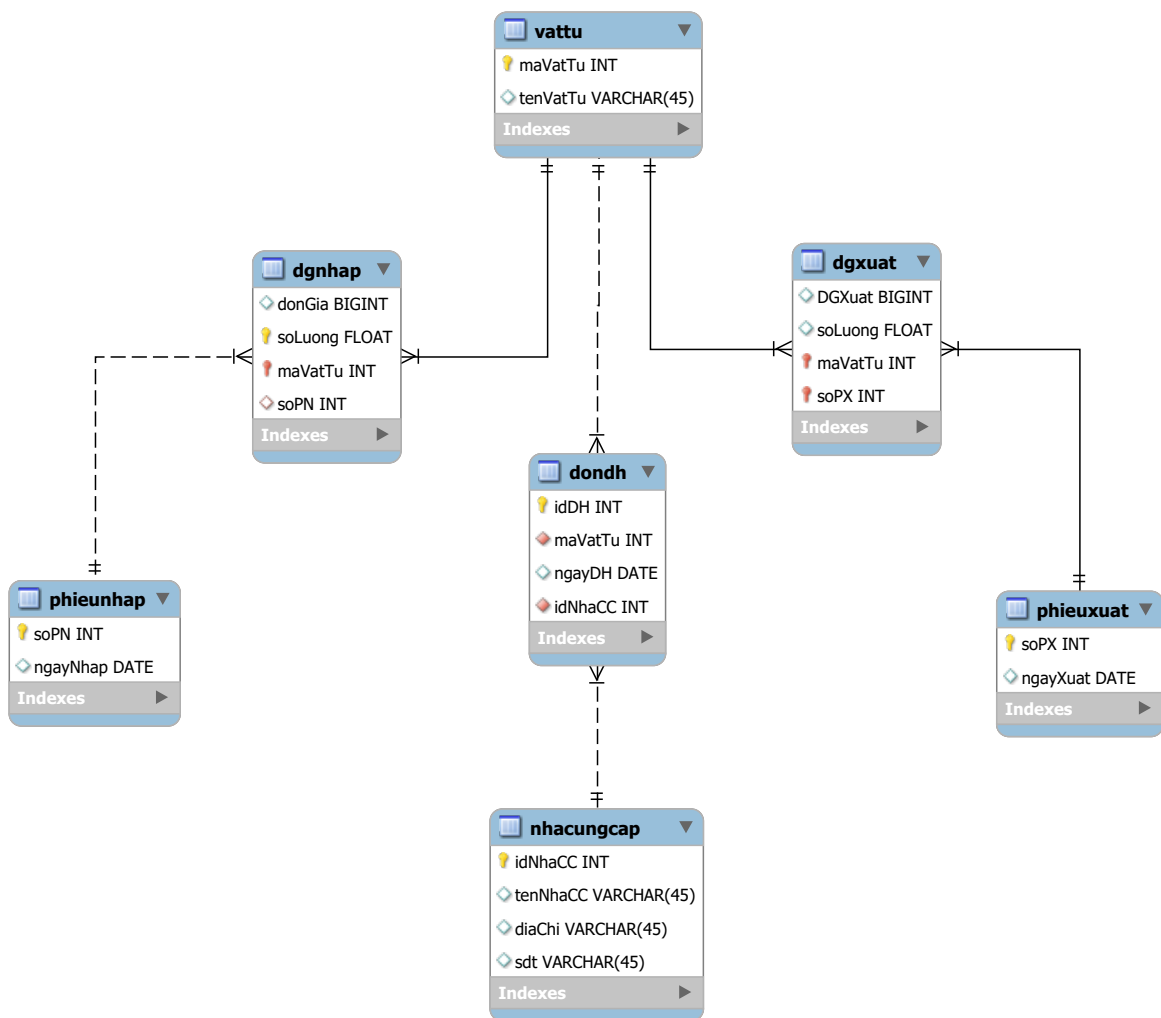 vattu
maVatTu INT
tenVatTu VARCHAR(45)
Indexes
dgnhap
donGia BIGINT
soLuong FLOAT
maVatTu INT
soPN INT
Indexes
dgxuat
DGXuat BIGINT
soLuong FLOAT
maVatTu INT
soPX INT
Indexes
dondh
idDH INT
maVatTu INT
ngayDH DATE
idNhaCC INT
Indexes
phieunhap
soPN INT
ngayNhap DATE
Indexes
phieuxuat
soPX INT
ngayXuat DATE
Indexes
nhacungcap
idNhaCC INT
tenNhaCC VARCHAR(45)
diaChi VARCHAR(45)
sdt VARCHAR(45)
Indexes